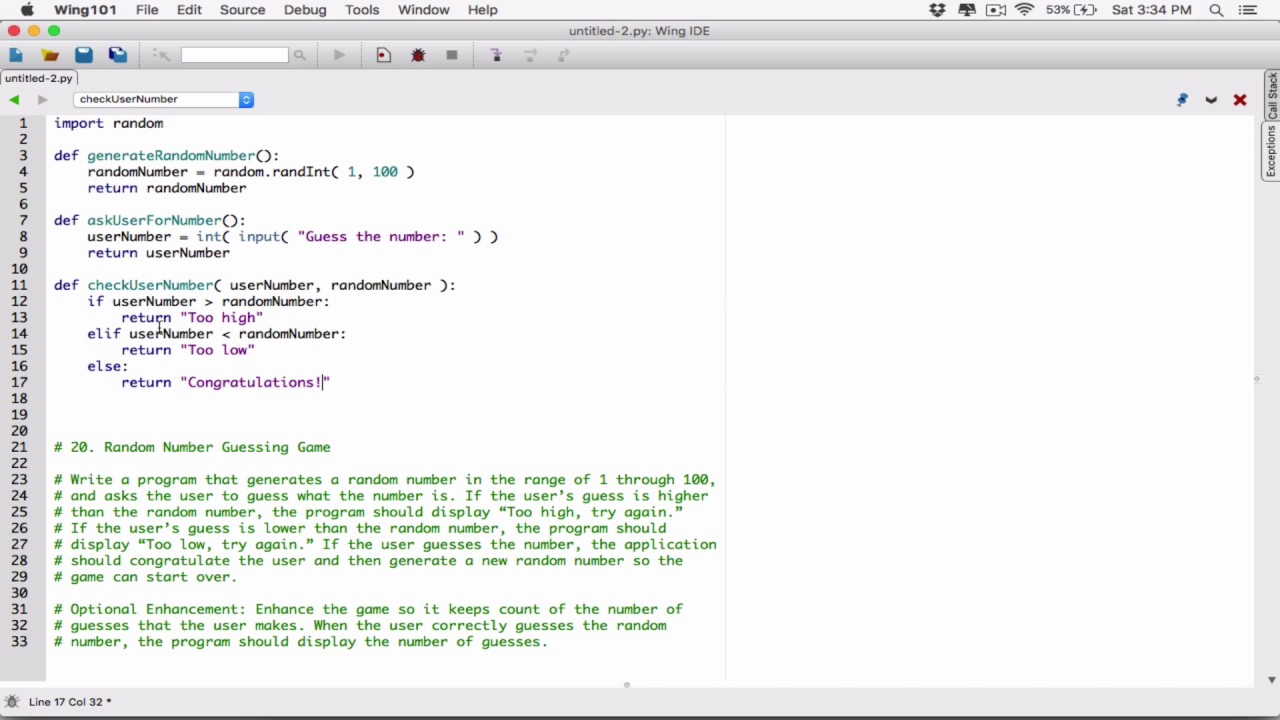 Wing101 File Edit Source Debug Tools Window Help 53% Sat 3:34 PM
untitled-2.py: Wing IDE
untitled-2.py
checkUserNumber
Call Stack
Exceptions
1 import random
2
3 def generateRandomNumber():
4 randomNumber = random.randInt( 1, 100 )
5 return randomNumber
6
7 def askUserForNumber():
8 userNumber = int( input( "Guess the number: " ) )
9 return userNumber
10
11 def checkUserNumber( userNumber, randomNumber ):
12 if userNumber > randomNumber:
13 return "Too high"
14 elif userNumber < randomNumber:
15 return "Too low"
16 else:
17 return "Congratulations!"
18
19
20
21 # 20. Random Number Guessing Game
22
23 # Write a program that generates a random number in the range of 1 through 100,
24 # and asks the user to guess what the number is. If the user’s guess is higher
25 # than the random number, the program should display “Too high, try again.”
26 # If the user’s guess is lower than the random number, the program should
27 # display “Too low, try again.” If the user guesses the number, the application
28 # should congratulate the user and then generate a new random number so the
29 # game can start over.
30
31 # Optional Enhancement: Enhance the game so it keeps count of the number of
32 # guesses that the user makes. When the user correctly guesses the random
33 # number, the program should display the number of guesses.
Line 17 Col 32 *